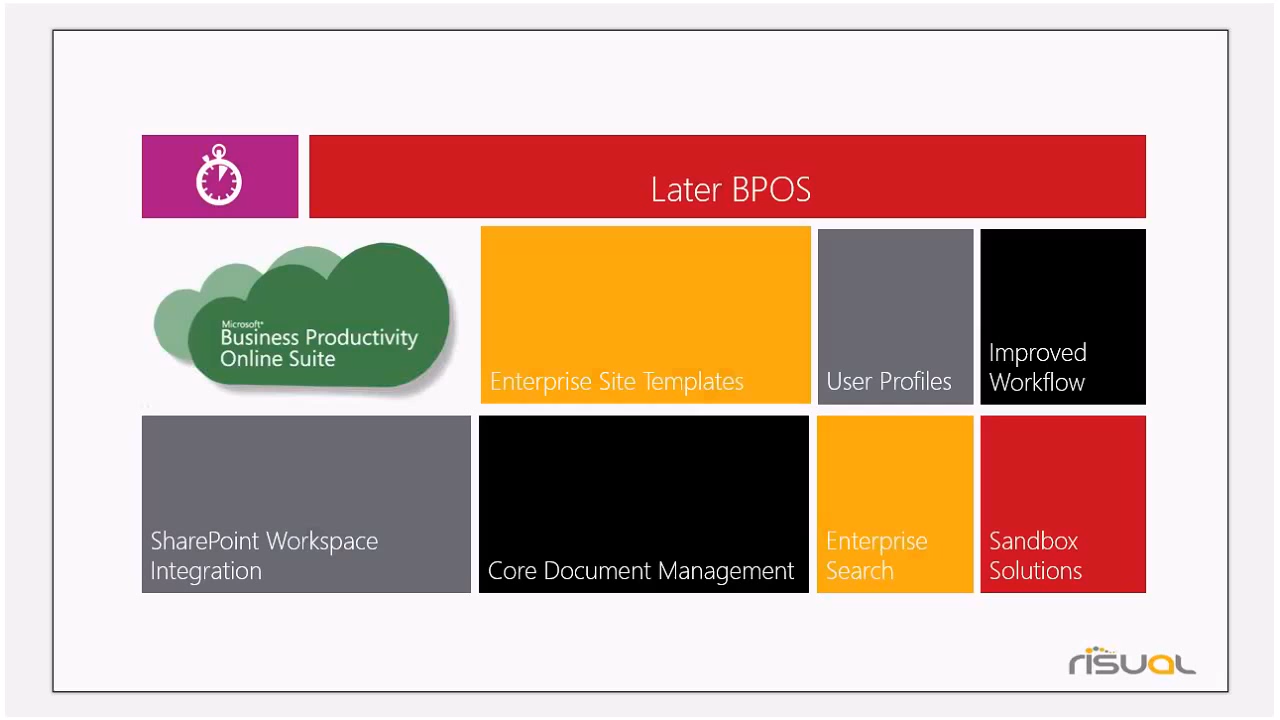 Later BPOS
Microsoft®
Business Productivity
Online Suite
Enterprise Site Templates
User Profiles
Improved
Workflow
SharePoint Workspace
Integration
Core Document Management
Enterprise
Search
Sandbox
Solutions
risual